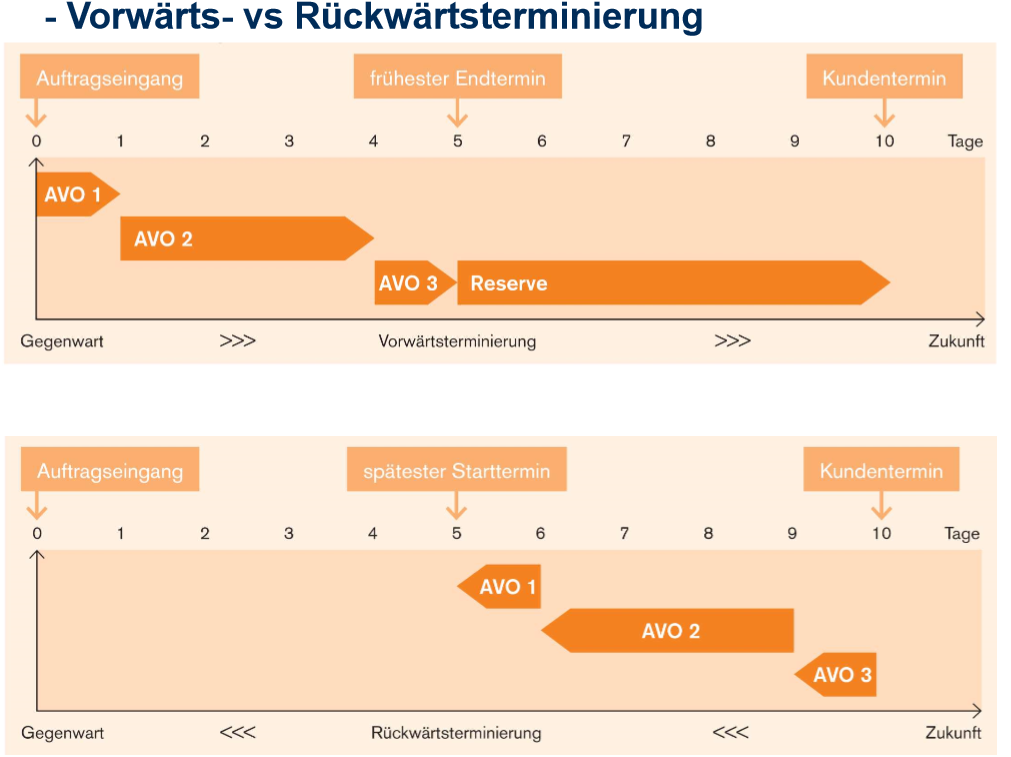 - Vorwärts- vs Rückwärtsterminierung
Auftragseingang frühester Endtermin Kundentermin
0 1 2 3 4 5 6 7 8 9 10 Tage
AVO 1
AVO 2
AVO 3 Reserve
Gegenwart >>> Vorwärtsterminierung >>> Zukunft
Auftragseingang spätester Starttermin Kundentermin
0 1 2 3 4 5 6 7 8 9 10 Tage
AVO 1
AVO 2
AVO 3
Gegenwart <<< Rückwärtsterminierung <<< Zukunft